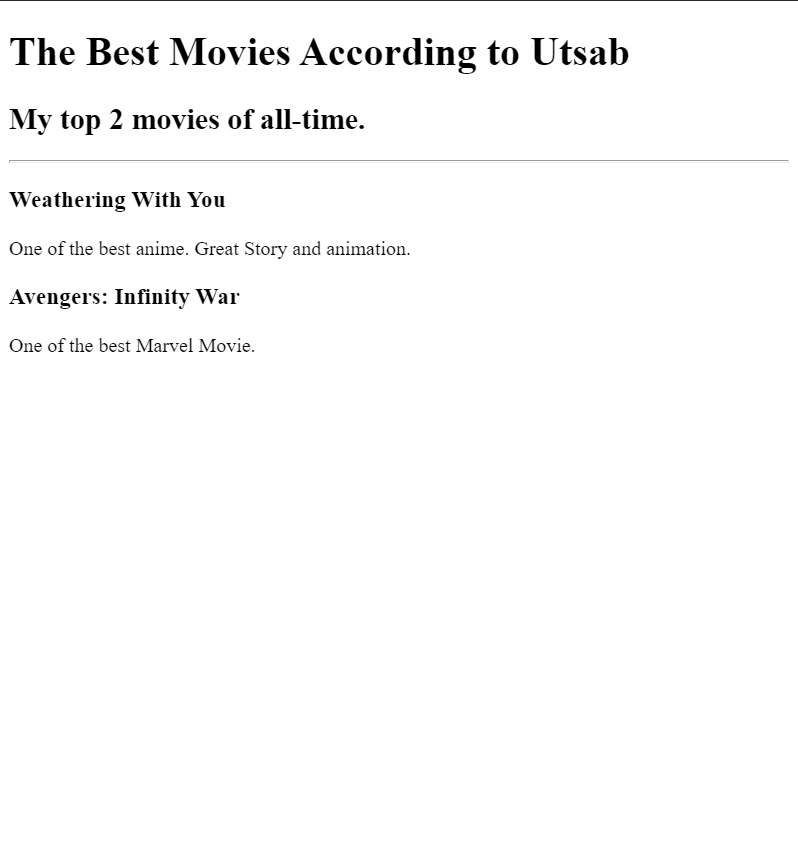 The Best Movies According to Utsab
My top 2 movies of all-time.
Weathering With You
One of the best anime. Great Story and animation.
Avengers: Infinity War
One of the best Marvel Movie.